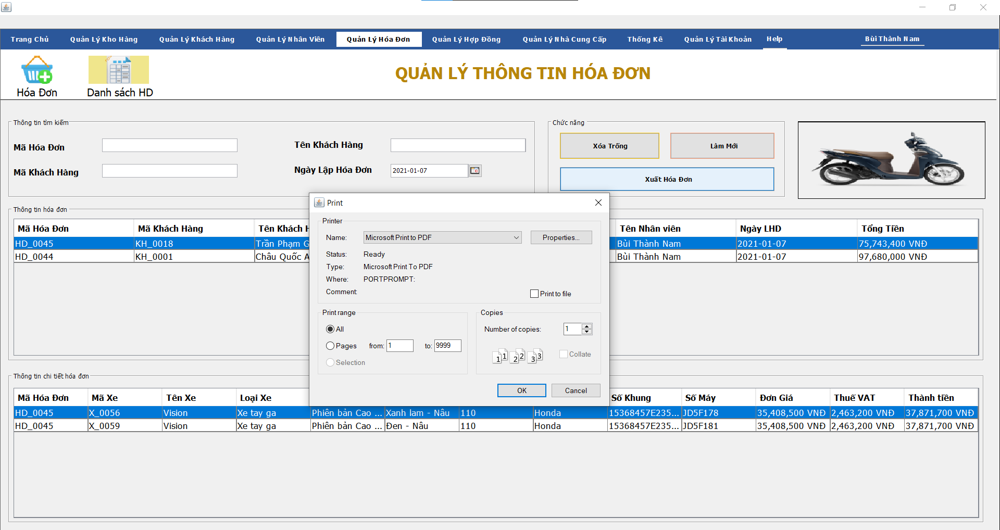 Trang Chủ Quản Lý Kho Hàng Quản Lý Khách Hàng Quản Lý Nhân Viên Quản Lý Hóa Đơn Quản Lý Hợp Đồng Quản Lý Nhà Cung Cấp Thống Kê Quản Lý Tài Khoản Help Bùi Thành Nam
Hóa Đơn Danh sách HD
QUẢN LÝ THÔNG TIN HÓA ĐƠN
Thông tin tìm kiếm
Mã Hóa Đơn
Tên Khách Hàng
Mã Khách Hàng
Ngày Lập Hóa Đơn 2021-01-07
Chức năng
Xóa Trống Làm Mới
Xuất Hóa Đơn
Thông tin hóa đơn
Mã Hóa Đơn Mã Khách Hàng Tên Khách H Tên Nhân viên Ngày LHD Tổng Tiền
HD_0045 KH_0018 Trần Phạm G Bùi Thành Nam 2021-01-07 75,743,400 VNĐ
HD_0044 KH_0001 Châu Quốc A Bùi Thành Nam 2021-01-07 97,680,000 VNĐ
Print
Printer
Name: Microsoft Print to PDF Properties...
Status: Ready
Type: Microsoft Print To PDF
Where: PORTPROMPT:
Comment:
Print to file
Print range
All
Pages from: 1 to: 9999
Selection
Copies
Number of copies: 1
1 1 2 2 3 3
Collate
OK Cancel
Thông tin chi tiết hóa đơn
Mã Hóa Đơn Mã Xe Tên Xe Loại Xe Số Khung Số Máy Đơn Giá Thuế VAT Thành tiền
HD_0045 X_0056 Vision Xe tay ga Phiên bản Cao ... Xanh lam - Nâu 110 Honda 15368457E235... JD5F178 35,408,500 VNĐ 2,463,200 VNĐ 37,871,700 VNĐ
HD_0045 X_0059 Vision Xe tay ga Phiên bản Cao ... Đen - Nâu 110 Honda 15368457E235... JD5F181 35,408,500 VNĐ 2,463,200 VNĐ 37,871,700 VNĐ